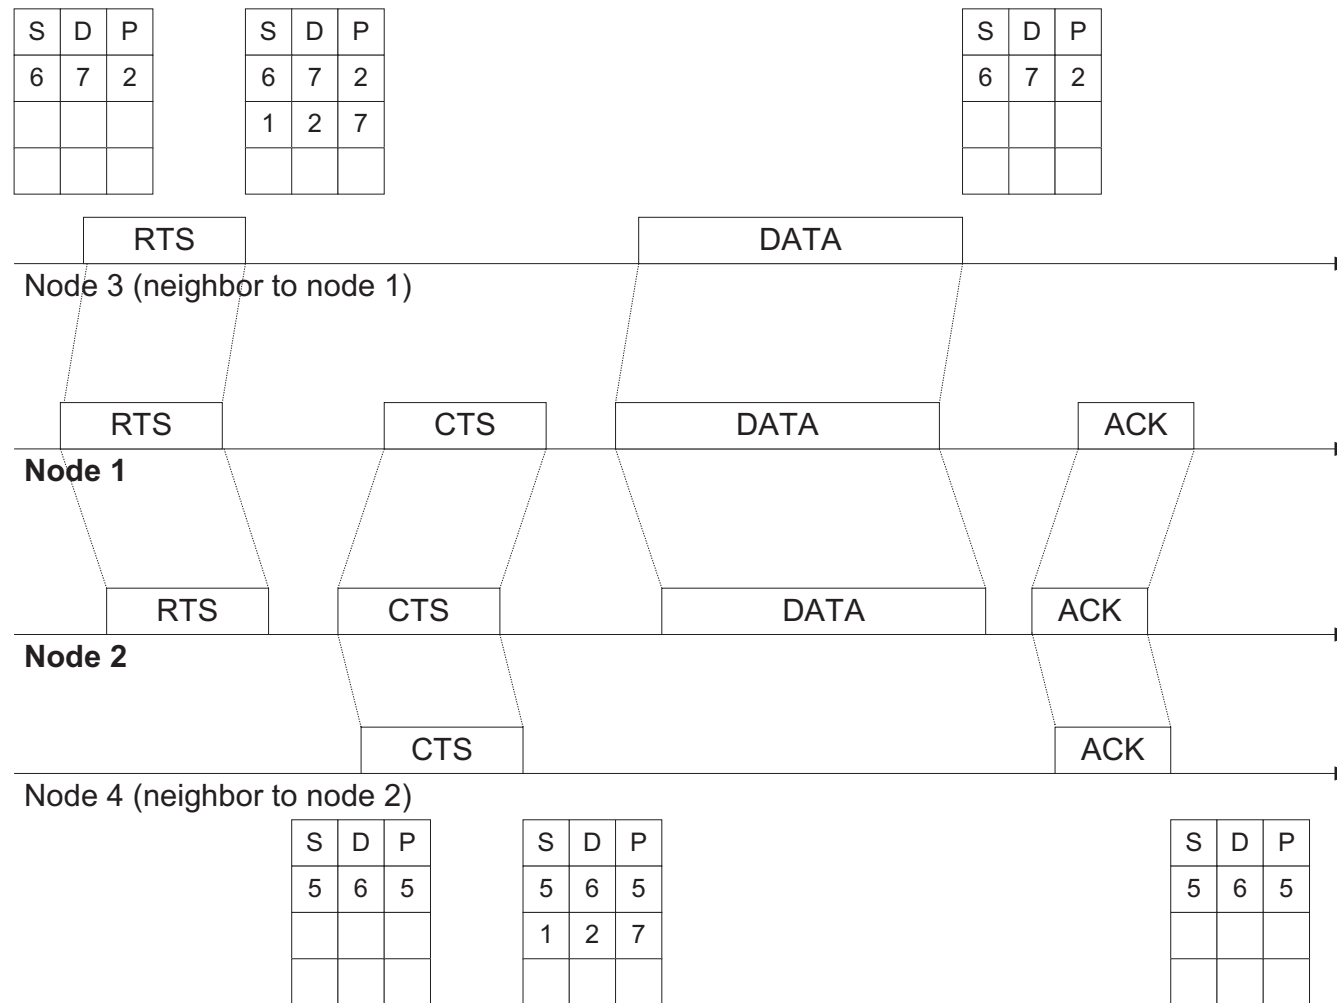 S D P S D P S D P
6 7 2 6 7 2 6 7 2
1 2 7
RTS DATA
Node 3 (neighbor to node 1)
RTS CTS DATA ACK
Node 1
RTS CTS DATA ACK
Node 2
CTS ACK
Node 4 (neighbor to node 2)
S D P S D P S D P
5 6 5 5 6 5 5 6 5
1 2 7